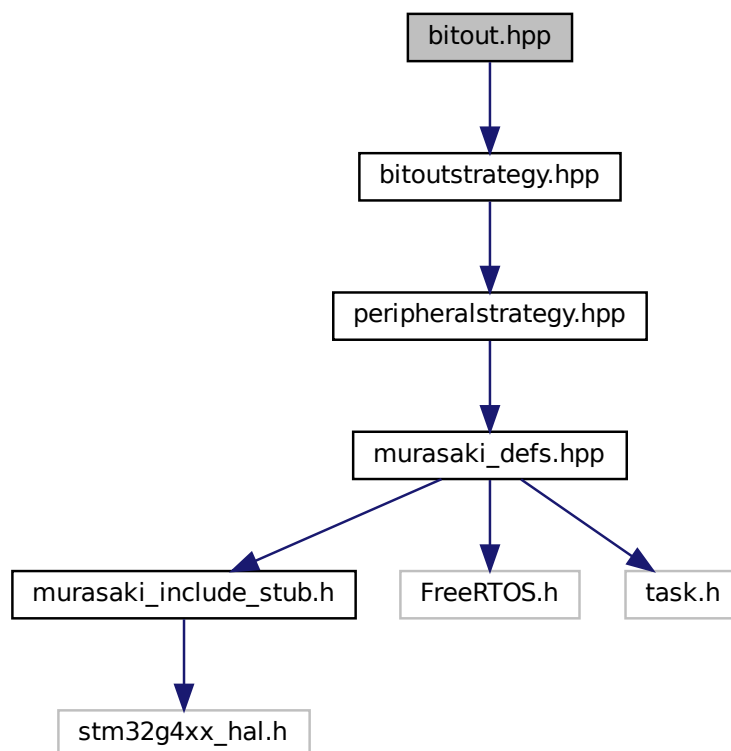 bitout.hpp
bitoutstrategy.hpp
peripheralstrategy.hpp
murasaki_defs.hpp
murasaki_include_stub.h
FreeRTOS.h
task.h
stm32g4xx_hal.h